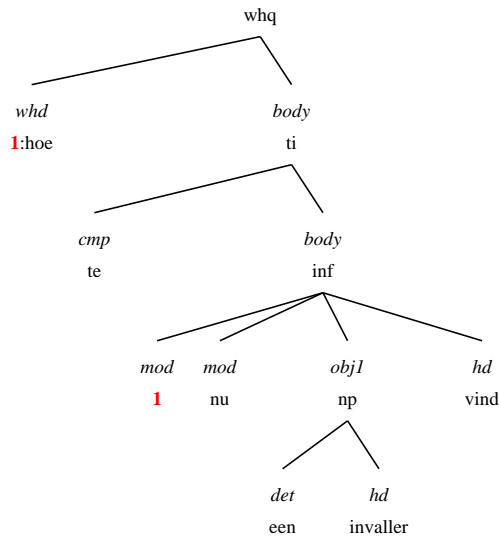 whq
whd body
1:hoe ti
cmp body
te inf
mod mod obj1 hd
1 nu np vind
det hd
een invaller